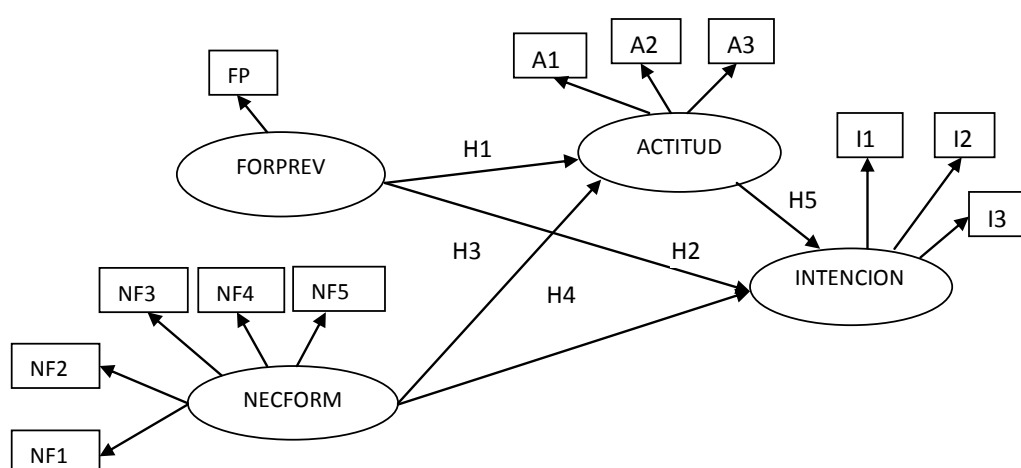 A1
A2
A3
FP
ACTITUD
I1
I2
I3
H1
FORPREV
H5
H3
H2
INTENCION
H4
NF3
NF4
NF5
NF2
NECFORM
NF1